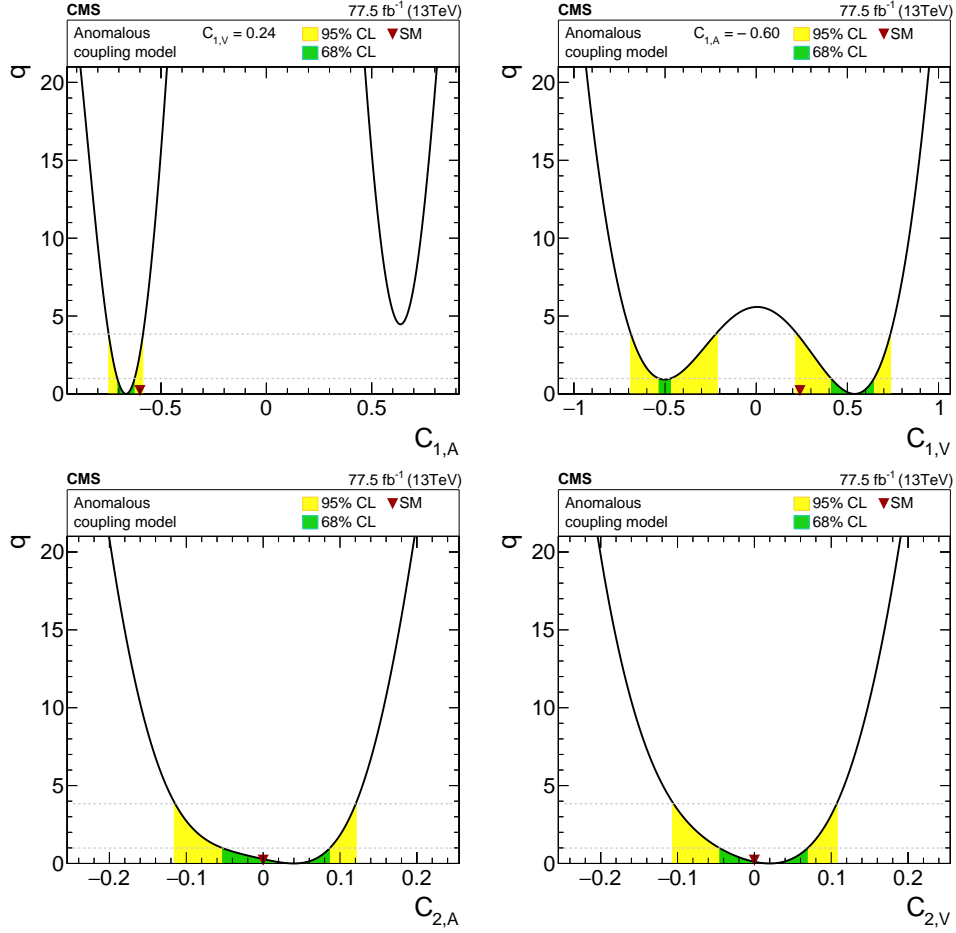 CMS 77.5 fb⁻¹ (13TeV)
Anomalous C₁,V = 0.24 95% CL SM
coupling model 68% CL
q
20
15
10
5
0
−0.5 0 0.5
C₁,A
CMS 77.5 fb⁻¹ (13TeV)
Anomalous C₁,A = − 0.60 95% CL SM
coupling model 68% CL
q
20
15
10
5
0
−1 −0.5 0 0.5 1
C₁,V
CMS 77.5 fb⁻¹ (13TeV)
Anomalous 95% CL SM
coupling model 68% CL
q
20
15
10
5
0
−0.2 −0.1 0 0.1 0.2
C₂,A
CMS 77.5 fb⁻¹ (13TeV)
Anomalous 95% CL SM
coupling model 68% CL
q
20
15
10
5
0
−0.2 −0.1 0 0.1 0.2
C₂,V